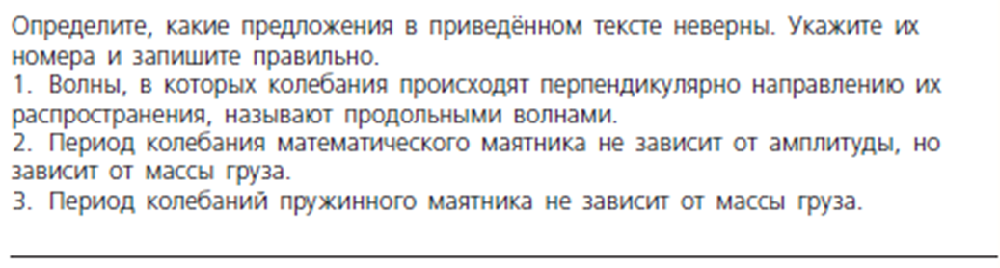 Определите, какие предложения в приведённом тексте неверны. Укажите их
номера и запишите правильно.
1. Волны, в которых колебания происходят перпендикулярно направлению их
распространения, называют продольными волнами.
2. Период колебания математического маятника не зависит от амплитуды, но
зависит от массы груза.
3. Период колебаний пружинного маятника не зависит от массы груза.